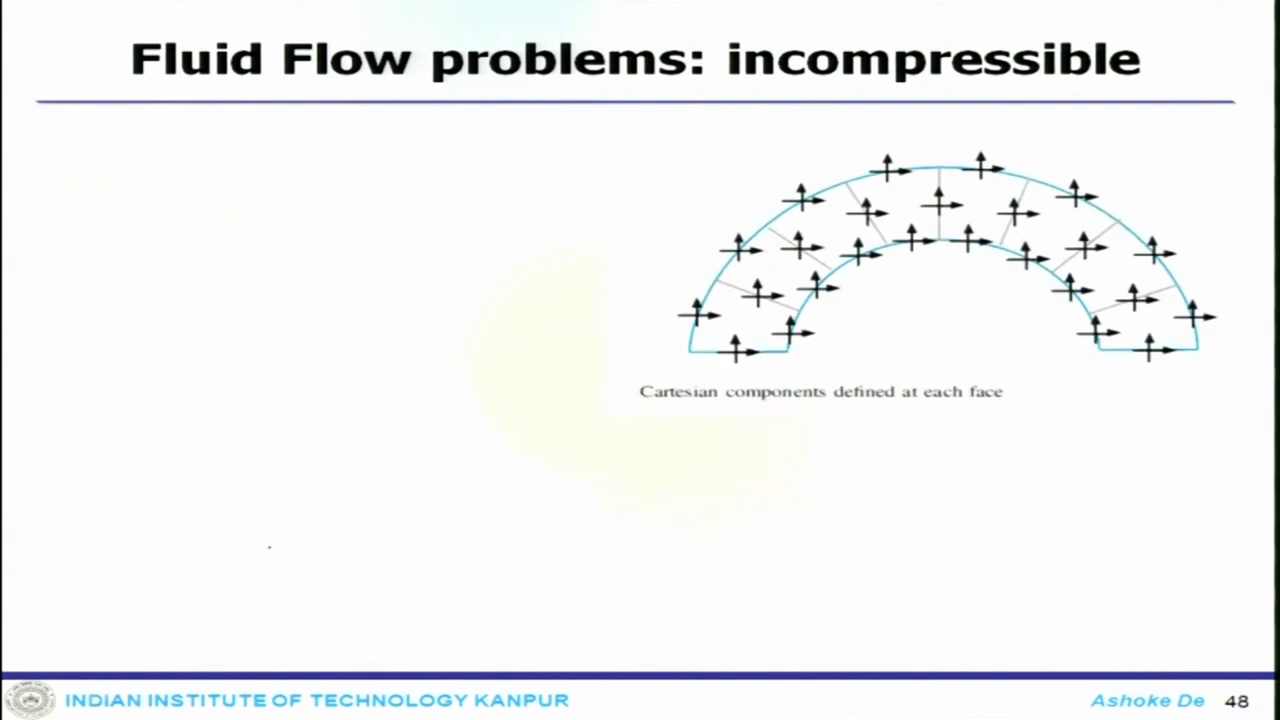 Fluid Flow problems: incompressible
Cartesian components defined at each face
INDIAN INSTITUTE OF TECHNOLOGY KANPUR
Ashoke De 48